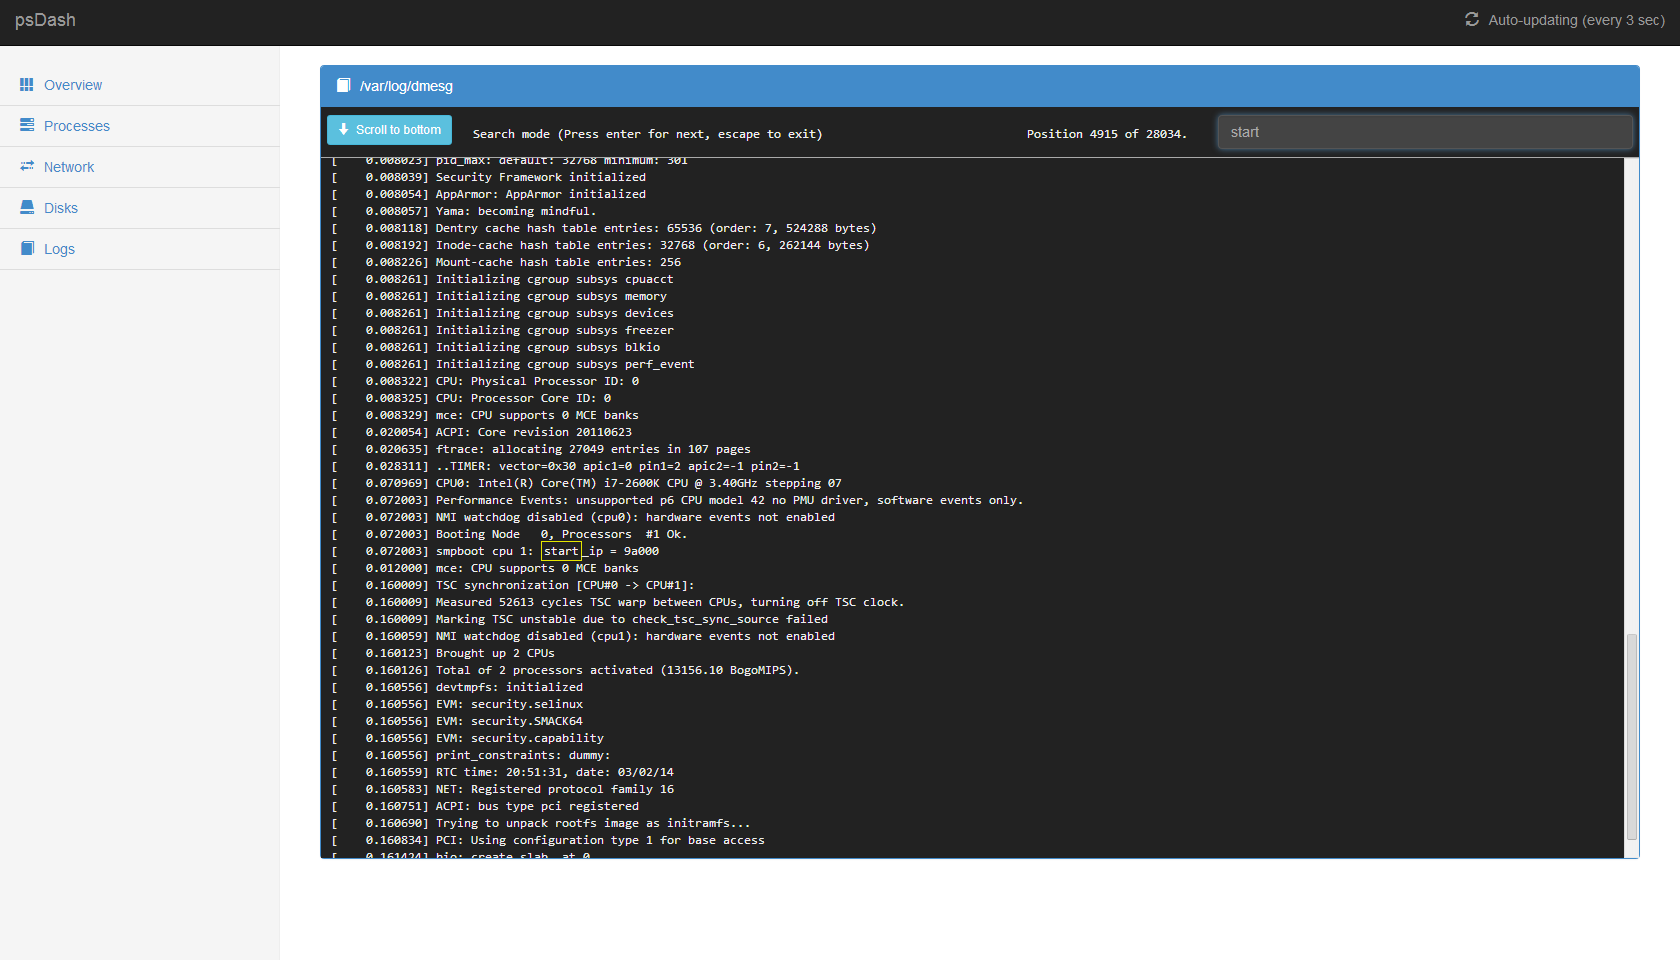 psDash
Auto-updating (every 3 sec)
Overview
Processes
Network
Disks
Logs
/var/log/dmesg
Scroll to bottom
Search mode (Press enter for next, escape to exit)
Position 4915 of 28034.
start
[    0.008023] pid_max: default: 32768 minimum: 301
[    0.008039] Security Framework initialized
[    0.008054] AppArmor: AppArmor initialized
[    0.008057] Yama: becoming mindful.
[    0.008118] Dentry cache hash table entries: 65536 (order: 7, 524288 bytes)
[    0.008192] Inode-cache hash table entries: 32768 (order: 6, 262144 bytes)
[    0.008226] Mount-cache hash table entries: 256
[    0.008261] Initializing cgroup subsys cpuacct
[    0.008261] Initializing cgroup subsys memory
[    0.008261] Initializing cgroup subsys devices
[    0.008261] Initializing cgroup subsys freezer
[    0.008261] Initializing cgroup subsys blkio
[    0.008261] Initializing cgroup subsys perf_event
[    0.008322] CPU: Physical Processor ID: 0
[    0.008325] CPU: Processor Core ID: 0
[    0.008329] mce: CPU supports 0 MCE banks
[    0.020054] ACPI: Core revision 20110623
[    0.020635] ftrace: allocating 27049 entries in 107 pages
[    0.028311] ..TIMER: vector=0x30 apic1=0 pin1=2 apic2=-1 pin2=-1
[    0.070969] CPU0: Intel(R) Core(TM) i7-2600K CPU @ 3.40GHz stepping 07
[    0.072003] Performance Events: unsupported p6 CPU model 42 no PMU driver, software events only.
[    0.072003] NMI watchdog disabled (cpu0): hardware events not enabled
[    0.072003] Booting Node   0, Processors  #1 Ok.
[    0.072003] smpboot cpu 1: start_ip = 9a000
[    0.012000] mce: CPU supports 0 MCE banks
[    0.160009] TSC synchronization [CPU#0 -> CPU#1]:
[    0.160009] Measured 52613 cycles TSC warp between CPUs, turning off TSC clock.
[    0.160009] Marking TSC unstable due to check_tsc_sync_source failed
[    0.160059] NMI watchdog disabled (cpu1): hardware events not enabled
[    0.160123] Brought up 2 CPUs
[    0.160126] Total of 2 processors activated (13156.10 BogoMIPS).
[    0.160556] devtmpfs: initialized
[    0.160556] EVM: security.selinux
[    0.160556] EVM: security.SMACK64
[    0.160556] EVM: security.capability
[    0.160556] print_constraints: dummy:
[    0.160559] RTC time: 20:51:31, date: 03/02/14
[    0.160583] NET: Registered protocol family 16
[    0.160751] ACPI: bus type pci registered
[    0.160690] Trying to unpack rootfs image as initramfs...
[    0.160834] PCI: Using configuration type 1 for base access
[    0.161424] bio: create slab  at 0